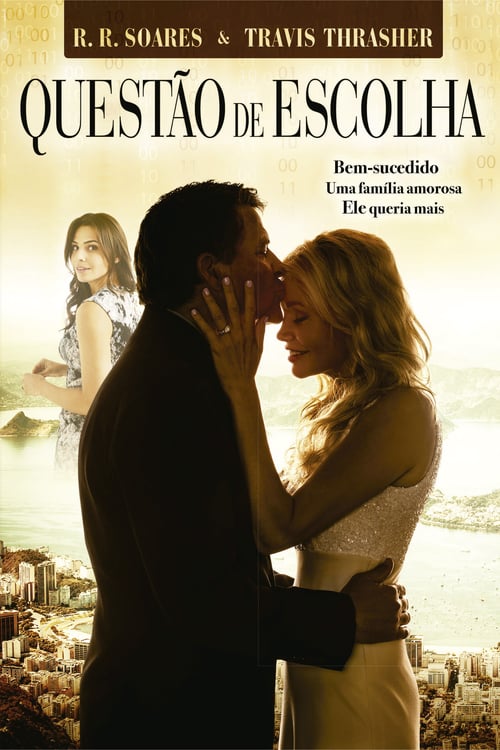 R. R. SOARES & TRAVIS THRASHER
QUESTÃO DE ESCOLHA
Bem-sucedido
Uma família amorosa
Ele queria mais